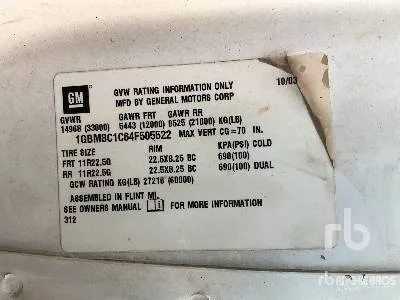 GM
GVW RATING INFORMATION ONLY
MFD BY GENERAL MOTORS CORP
10/03
GVWR GAWR FRT GAWR RR
14968 (33000) 5443 (12000) 9525 (21000) KG(LB)
1GBM8C1C64F505522 MAX VERT CG=70 IN.
TIRE SIZE RIM KPA(PSI) COLD
FRT 11R22.5G 22.5X8.25 BC 690(100)
RR 11R22.5G 22.5X8.25 BC 690(100) DUAL
GCW RATING KG(LB) 27216 (60000)
ASSEMBLED IN FLINT MI.
SEE OWNERS MANUAL FOR MORE INFORMATION
312
rb
Ritchie Bros